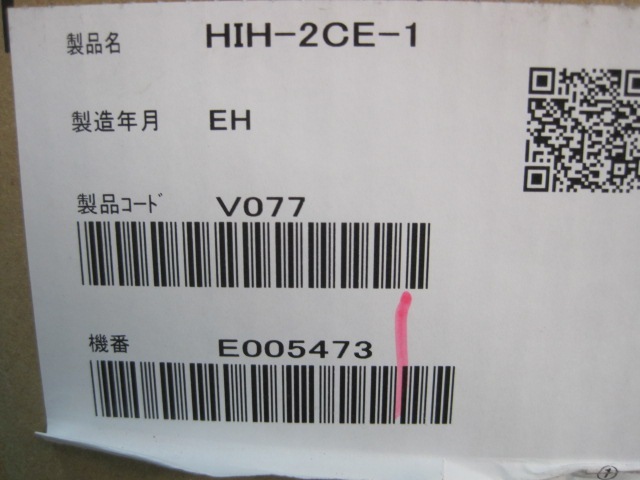 製品名 HIH-2CE-1
製造年月 EH
製品ｺｰﾄﾞ V077
機番 E005473